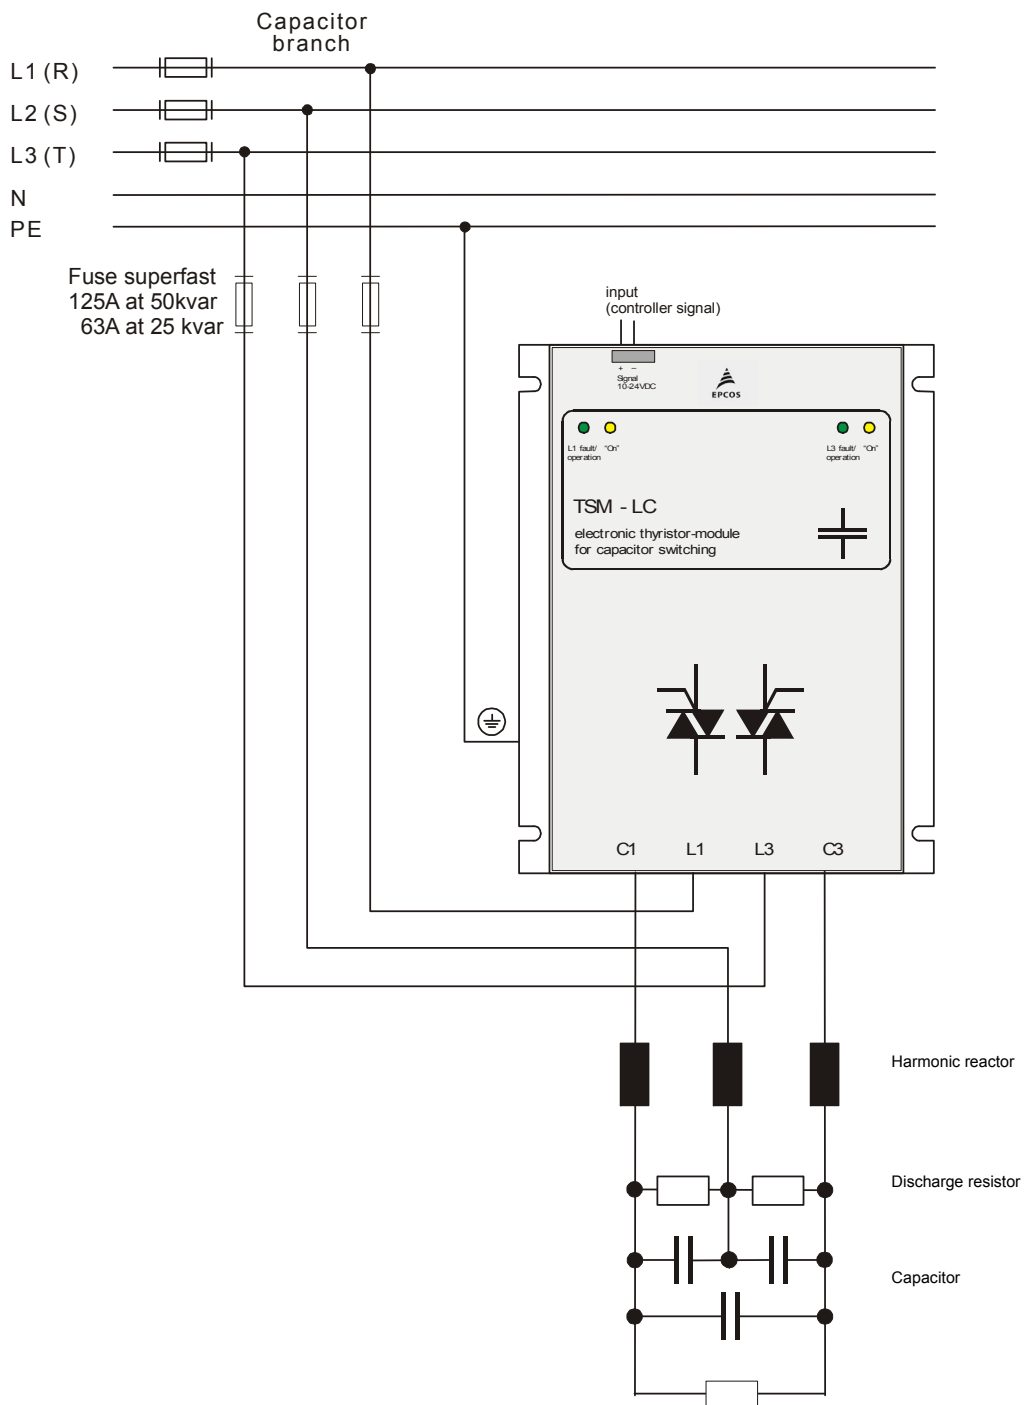 Capacitor
branch
L1 (R)
L2 (S)
L3 (T)
N
PE
Fuse superfast
125A at 50kvar
63A at 25 kvar
input
(controller signal)
+ –
Signal
10-24VDC
EPCOS
L1 fault/ "On"
operation
L3 fault/ "On"
operation
TSM - LC
electronic thyristor-module
for capacitor switching
C1 L1 L3 C3
Harmonic reactor
Discharge resistor
Capacitor